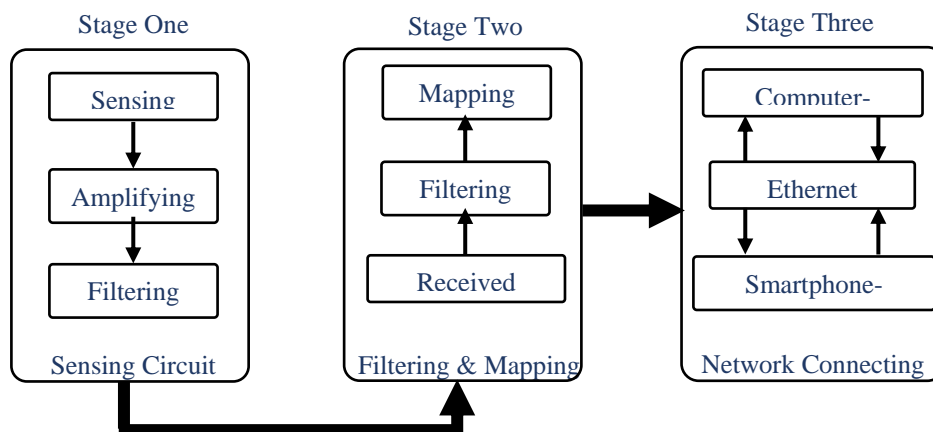 Stage One
Sensing
Amplifying
Filtering
Sensing Circuit
Stage Two
Mapping
Filtering
Received
Filtering & Mapping
Stage Three
Computer-
Ethernet
Smartphone-
Network Connecting